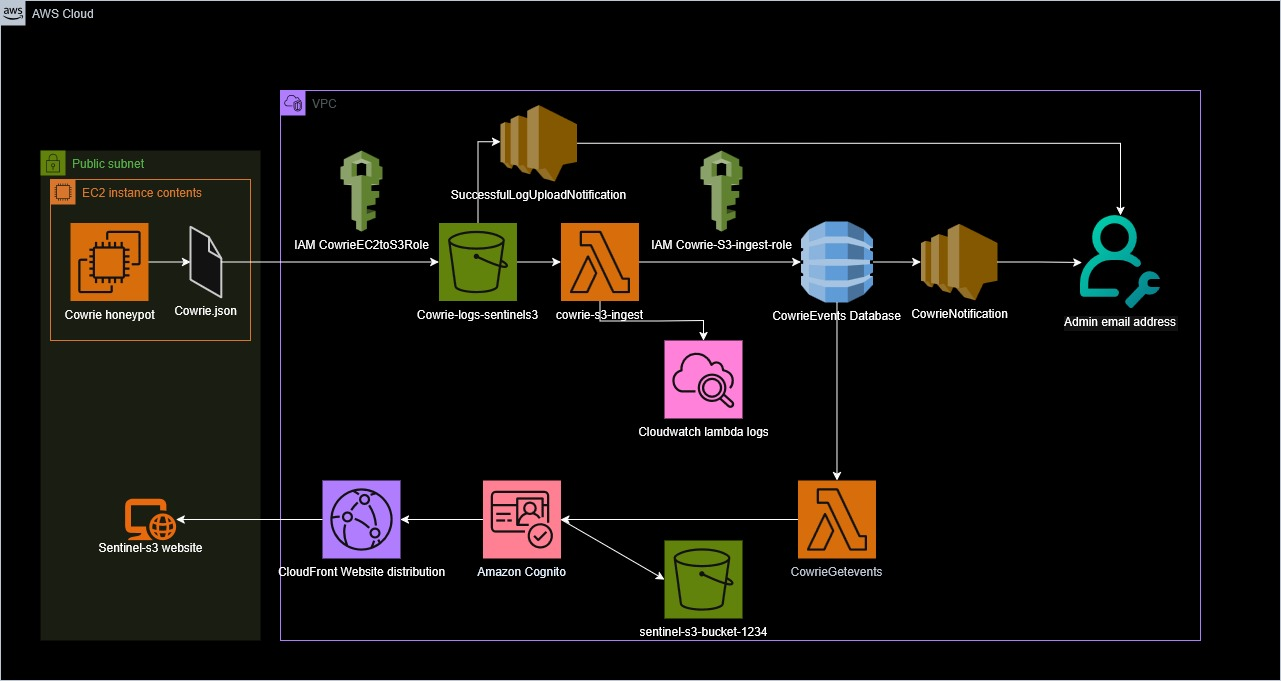 aws
AWS Cloud
VPC
Public subnet
EC2 instance contents
SuccessfulLogUploadNotification
IAM CowrieEC2toS3Role
IAM Cowrie-S3-ingest-role
Cowrie honeypot
Cowrie.json
Cowrie-logs-sentinels3
cowrie-s3-ingest
CowrieEvents Database
CowrieNotification
Admin email address
Cloudwatch lambda logs
Sentinel-s3 website
CloudFront Website distribution
Amazon Cognito
CowrieGetevents
sentinel-s3-bucket-1234